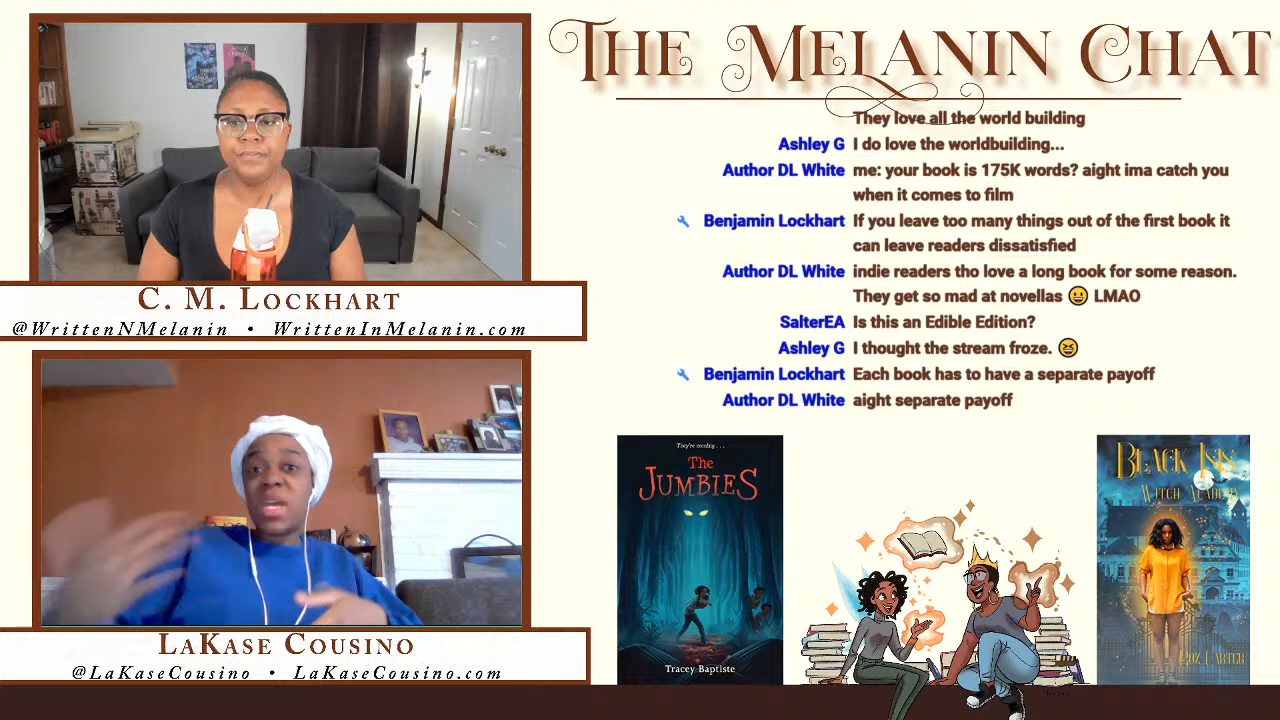 THE MELANIN CHAT
They love all the world building
Ashley G I do love the worldbuilding...
Author DL White me: your book is 175K words? aight ima catch you
when it comes to film
Benjamin Lockhart If you leave too many things out of the first book it
can leave readers dissatisfied
Author DL White indie readers tho love a long book for some reason.
They get so mad at novellas 😀 LMAO
SalterEA Is this an Edible Edition?
Ashley G I thought the stream froze. 😆
Benjamin Lockhart Each book has to have a separate payoff
Author DL White aight separate payoff
C. M. LOCKHART
@WrittenNMelanin • WrittenInMelanin.com
LAKASE COUSINO
@LaKaseCousino • LaKaseCousino.com
They're coming . . .
The
JUMBIES
Tracey Baptiste
BLACK ISIS
WITCH ACADEMY